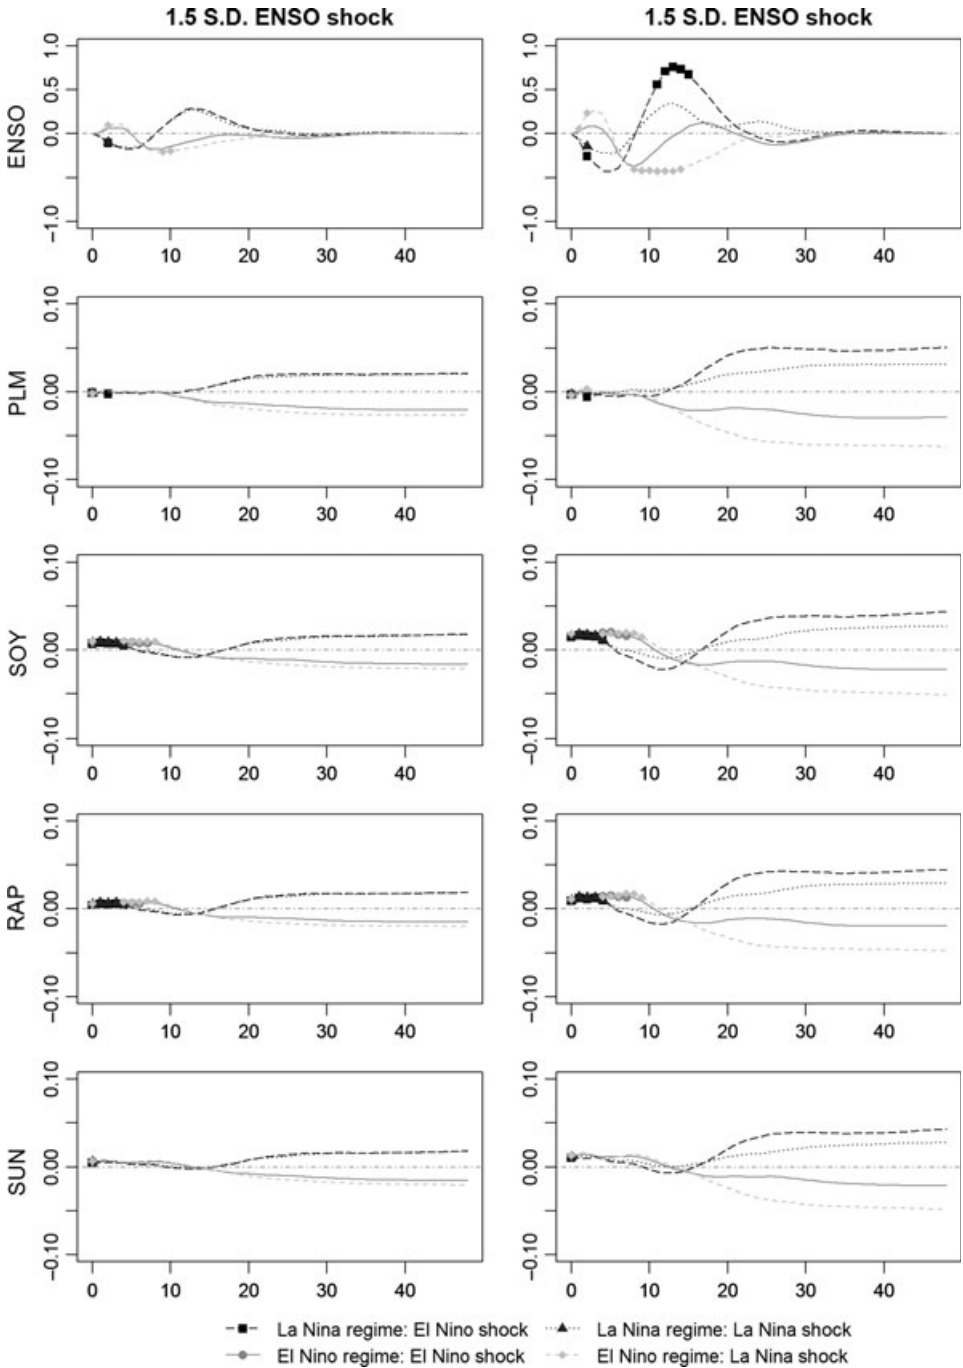 1.5 S.D. ENSO shock
1.5 S.D. ENSO shock
ENSO
1.0
0.5
0.0
−1.0
0 10 20 30 40
1.0
0.5
0.0
−1.0
0 10 20 30 40
PLM
0.10
0.00
−0.10
0 10 20 30 40
0.10
0.00
−0.10
0 10 20 30 40
SOY
0.10
0.00
−0.10
0 10 20 30 40
0.10
0.00
−0.10
0 10 20 30 40
RAP
0.10
0.00
−0.10
0 10 20 30 40
0.10
0.00
−0.10
0 10 20 30 40
SUN
0.10
0.00
−0.10
0 10 20 30 40
0.10
0.00
−0.10
0 10 20 30 40
La Nina regime: El Nino shock
La Nina regime: La Nina shock
El Nino regime: El Nino shock
El Nino regime: La Nina shock